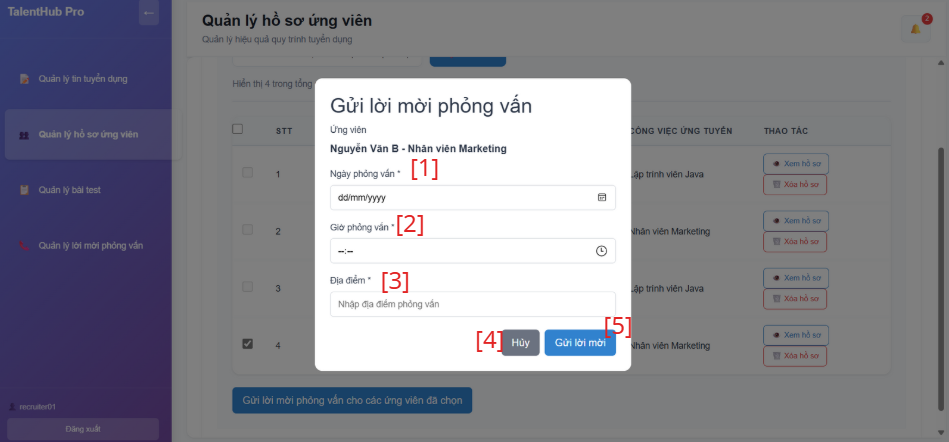 TalentHub Pro
←
Quản lý tin tuyển dụng
Quản lý hồ sơ ứng viên
Quản lý bài test
Quản lý lời mời phỏng vấn
recruiter01
Đăng xuất
Quản lý hồ sơ ứng viên
Quản lý hiệu quả quy trình tuyển dụng
2
Hiển thị 4 trong tổng
STT
CÔNG VIỆC ỨNG TUYỂN
THAO TÁC
1
Lập trình viên Java
Xem hồ sơ
Xóa hồ sơ
2
Nhân viên Marketing
Xem hồ sơ
Xóa hồ sơ
3
Lập trình viên Java
Xem hồ sơ
Xóa hồ sơ
4
Nhân viên Marketing
Xem hồ sơ
Xóa hồ sơ
Gửi lời mời phỏng vấn cho các ứng viên đã chọn
Gửi lời mời phỏng vấn
Ứng viên
Nguyễn Văn B - Nhân viên Marketing
Ngày phỏng vấn * [1]
dd/mm/yyyy
Giờ phỏng vấn * [2]
--:--
Địa điểm * [3]
Nhập địa điểm phỏng vấn
[4] Hủy
Gửi lời mời [5]